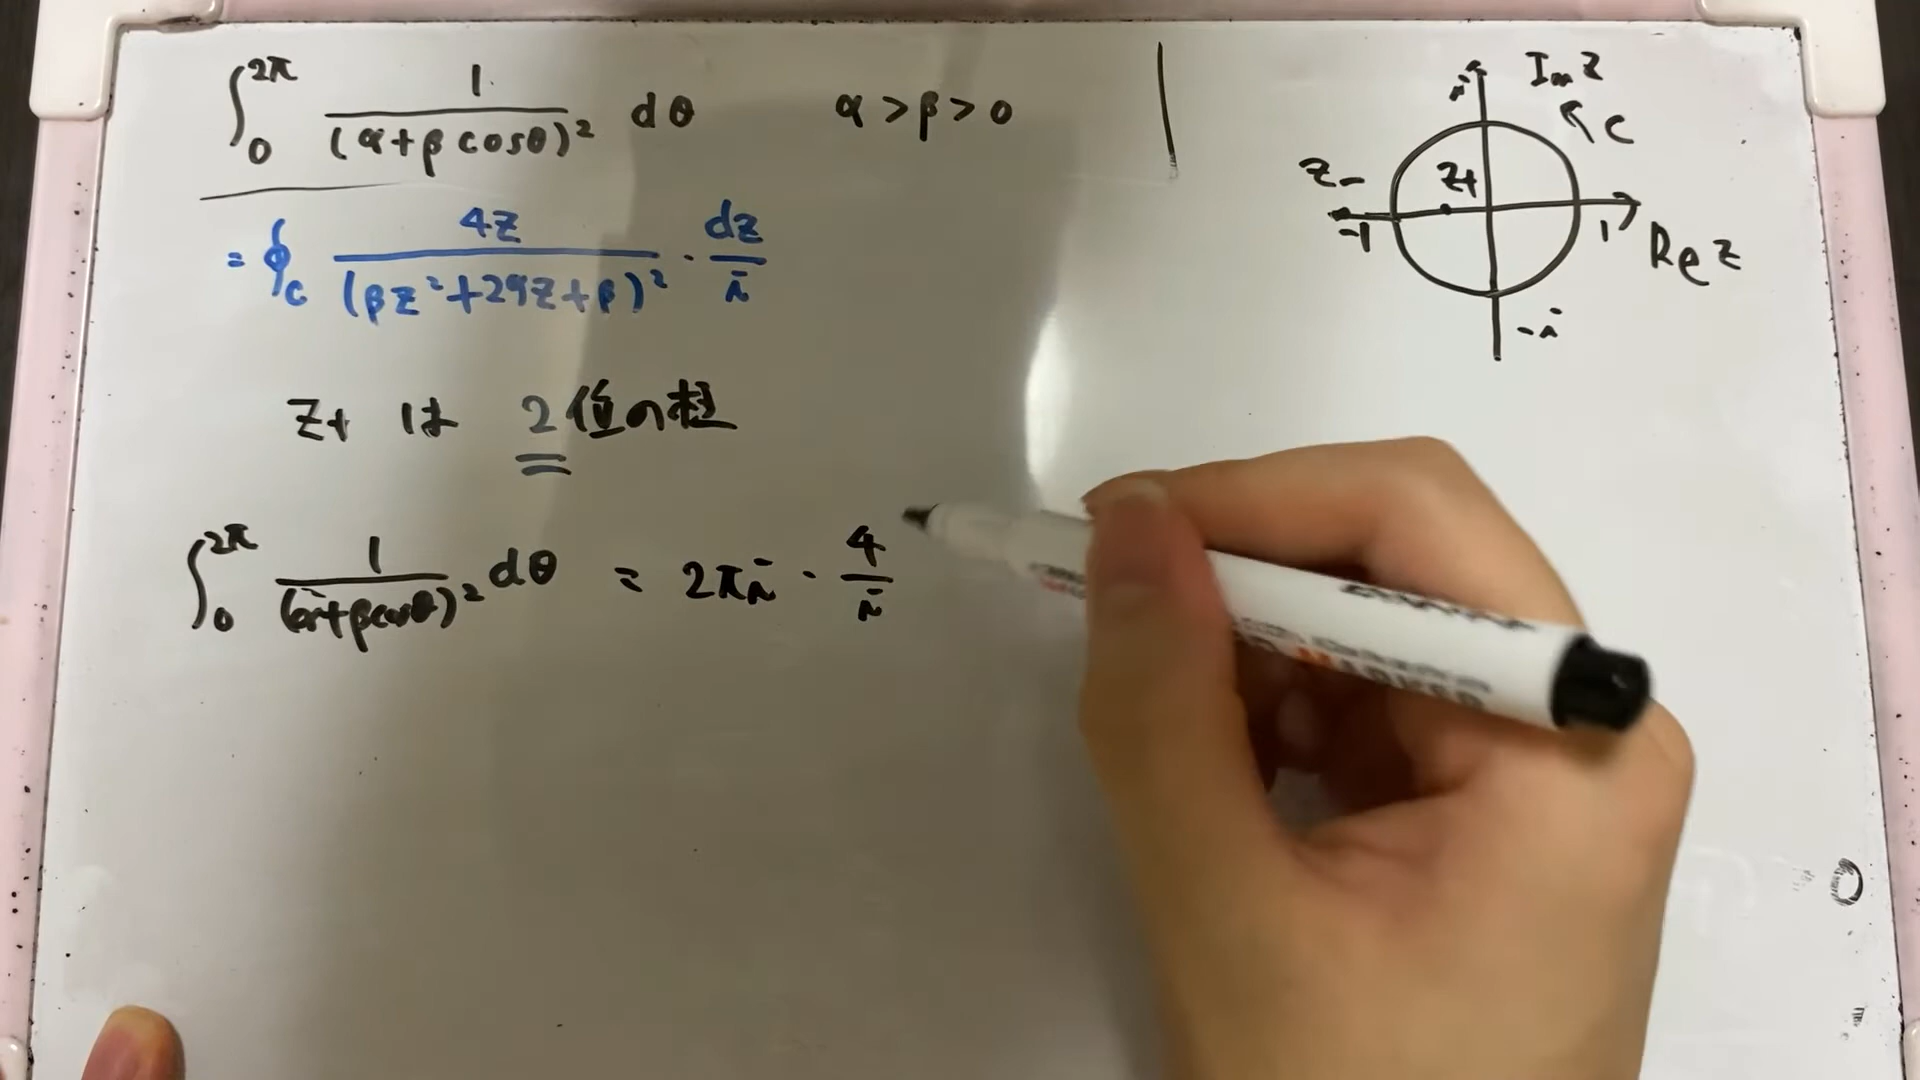 ∫₀^{2π} 1/(α+βcosθ)² dθ   α>β>0
= ∮_C 4z/(βz²+2αz+β)² · dz/i
z₊ は 2位の極
∫₀^{2π} 1/(α+βcosθ)² dθ = 2πi · 4/i
Im z
i
C
z₋ z₊
-1 1
Re z
-i